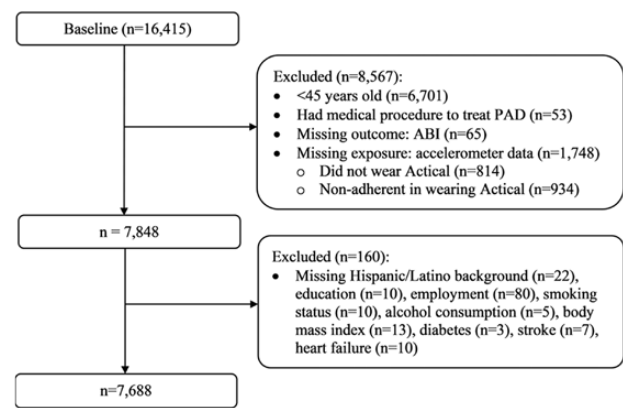 Baseline (n=16,415)
Excluded (n=8,567):
• <45 years old (n=6,701)
• Had medical procedure to treat PAD (n=53)
• Missing outcome: ABI (n=65)
• Missing exposure: accelerometer data (n=1,748)
o Did not wear Actical (n=814)
o Non-adherent in wearing Actical (n=934)
n = 7,848
Excluded (n=160):
• Missing Hispanic/Latino background (n=22),
education (n=10), employment (n=80), smoking
status (n=10), alcohol consumption (n=5), body
mass index (n=13), diabetes (n=3), stroke (n=7),
heart failure (n=10)
n=7,688